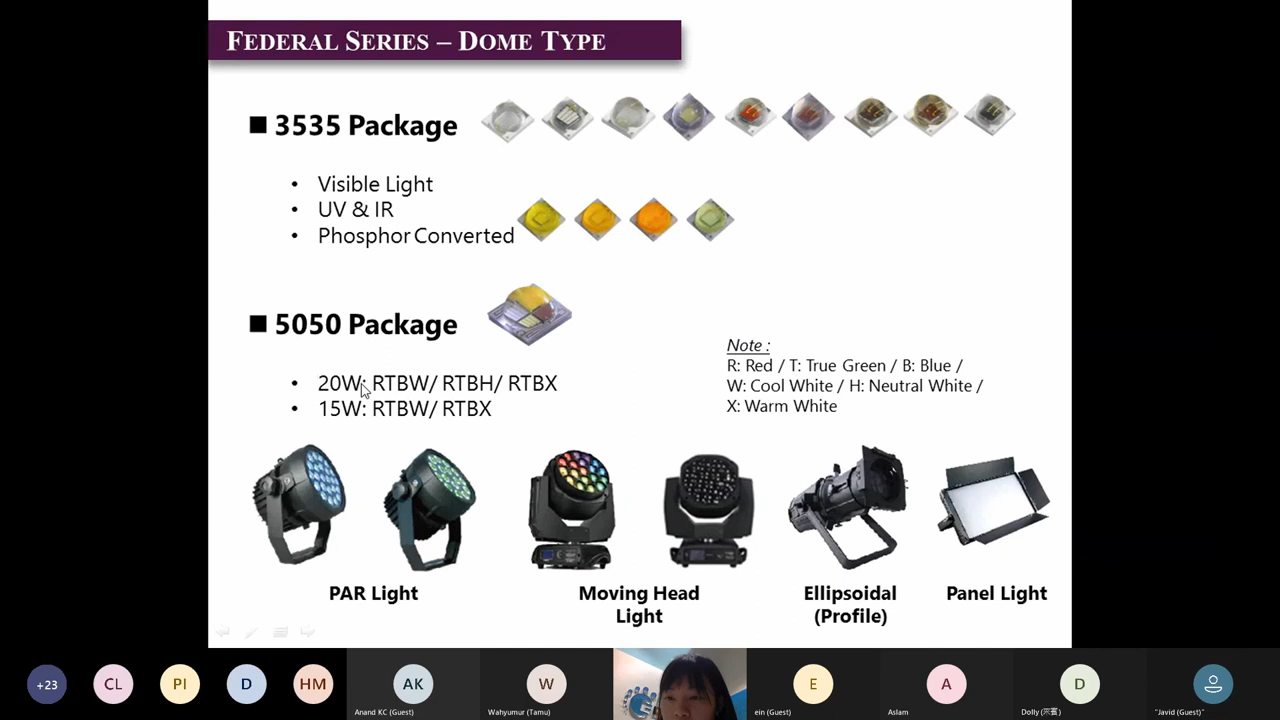 FEDERAL SERIES – DOME TYPE
■ 3535 Package
• Visible Light
• UV & IR
• Phosphor Converted
■ 5050 Package
• 20W: RTBW/ RTBH/ RTBX
• 15W: RTBW/ RTBX
Note :
R: Red / T: True Green / B: Blue /
W: Cool White / H: Neutral White /
X: Warm White
PAR Light
Moving Head
Light
Ellipsoidal
(Profile)
Panel Light
+23
CL
PI
D
HM
AK
Anand KC (Guest)
W
Wahyumur (Tamu)
E
ein (Guest)
A
Aslam
D
Dolly
"Javid (Guest)"